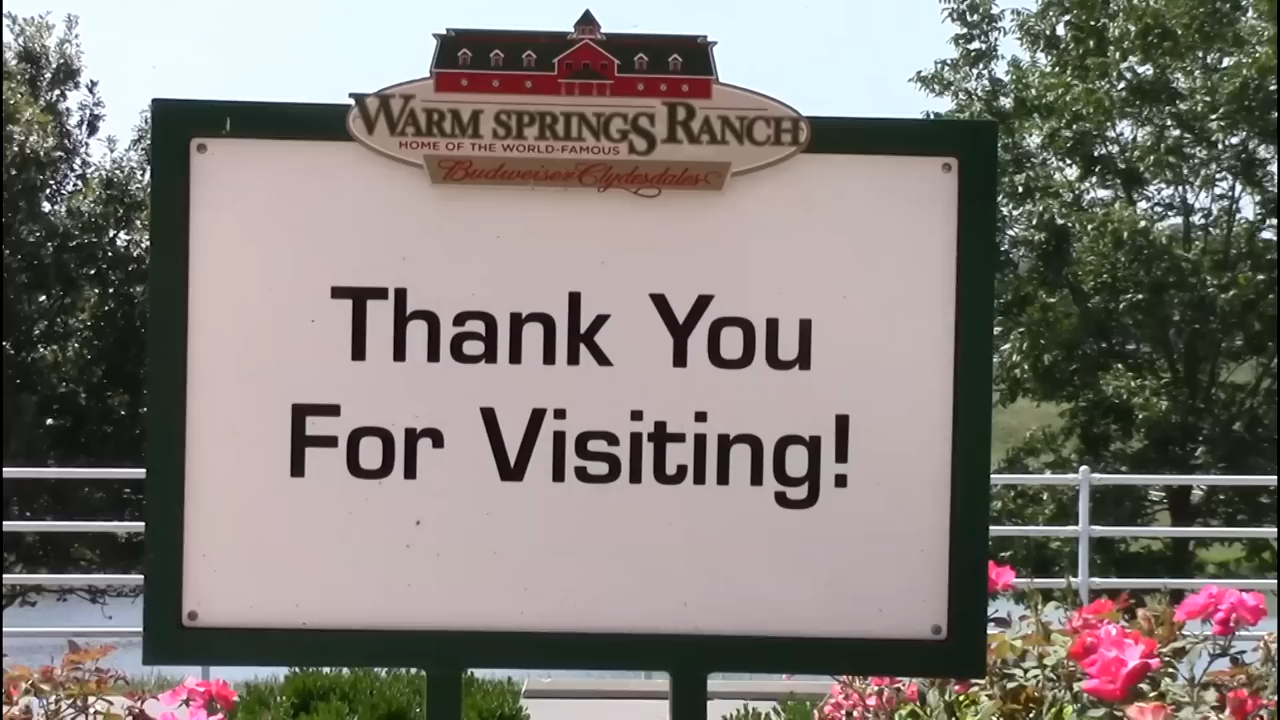 WARM SPRINGS RANCH
HOME OF THE WORLD-FAMOUS
Budweiser Clydesdales
Thank You
For Visiting!